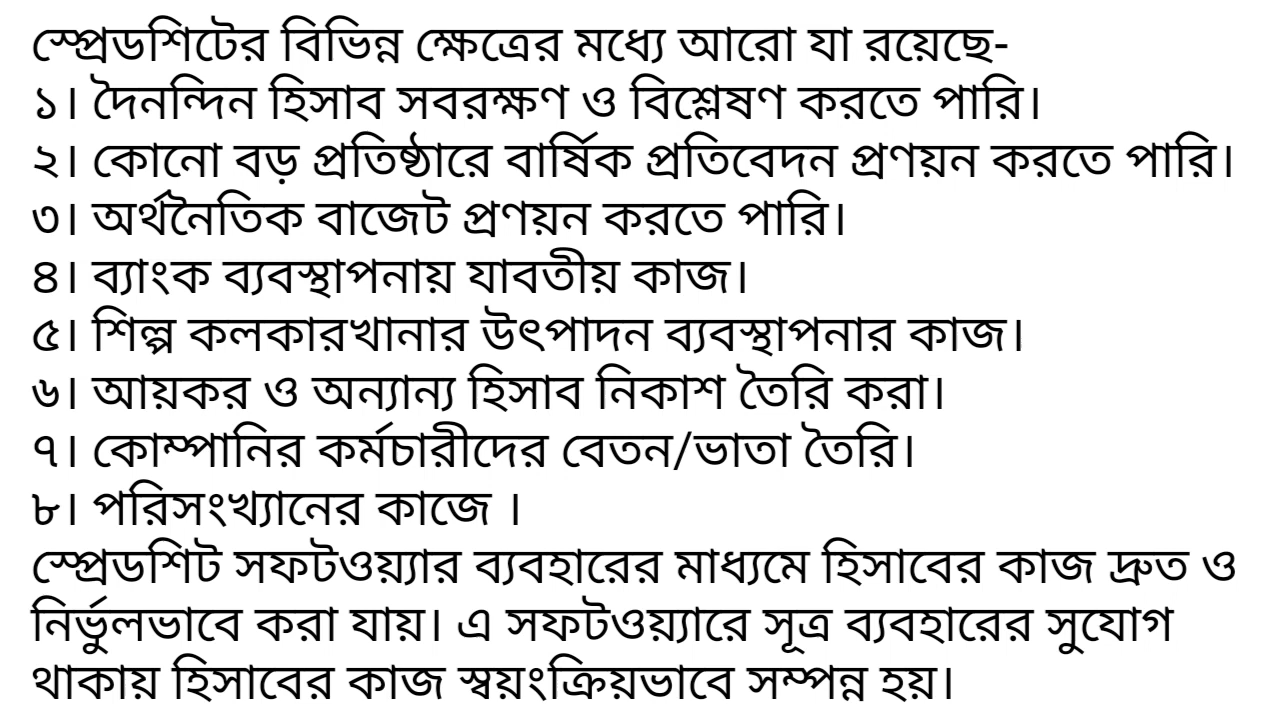 স্প্রেডশিটের বিভিন্ন ক্ষেত্রের মধ্যে আরো যা রয়েছে-
১। দৈনন্দিন হিসাব সবরক্ষণ ও বিশ্লেষণ করতে পারি।
২। কোনো বড় প্রতিষ্ঠারে বার্ষিক প্রতিবেদন প্রণয়ন করতে পারি।
৩। অর্থনৈতিক বাজেট প্রণয়ন করতে পারি।
৪। ব্যাংক ব্যবস্থাপনায় যাবতীয় কাজ।
৫। শিল্প কলকারখানার উৎপাদন ব্যবস্থাপনার কাজ।
৬। আয়কর ও অন্যান্য হিসাব নিকাশ তৈরি করা।
৭। কোম্পানির কর্মচারীদের বেতন/ভাতা তৈরি।
৮। পরিসংখ্যানের কাজে ।
স্প্রেডশিট সফটওয়্যার ব্যবহারের মাধ্যমে হিসাবের কাজ দ্রুত ও
নির্ভুলভাবে করা যায়। এ সফটওয়্যারে সূত্র ব্যবহারের সুযোগ
থাকায় হিসাবের কাজ স্বয়ংক্রিয়ভাবে সম্পন্ন হয়।